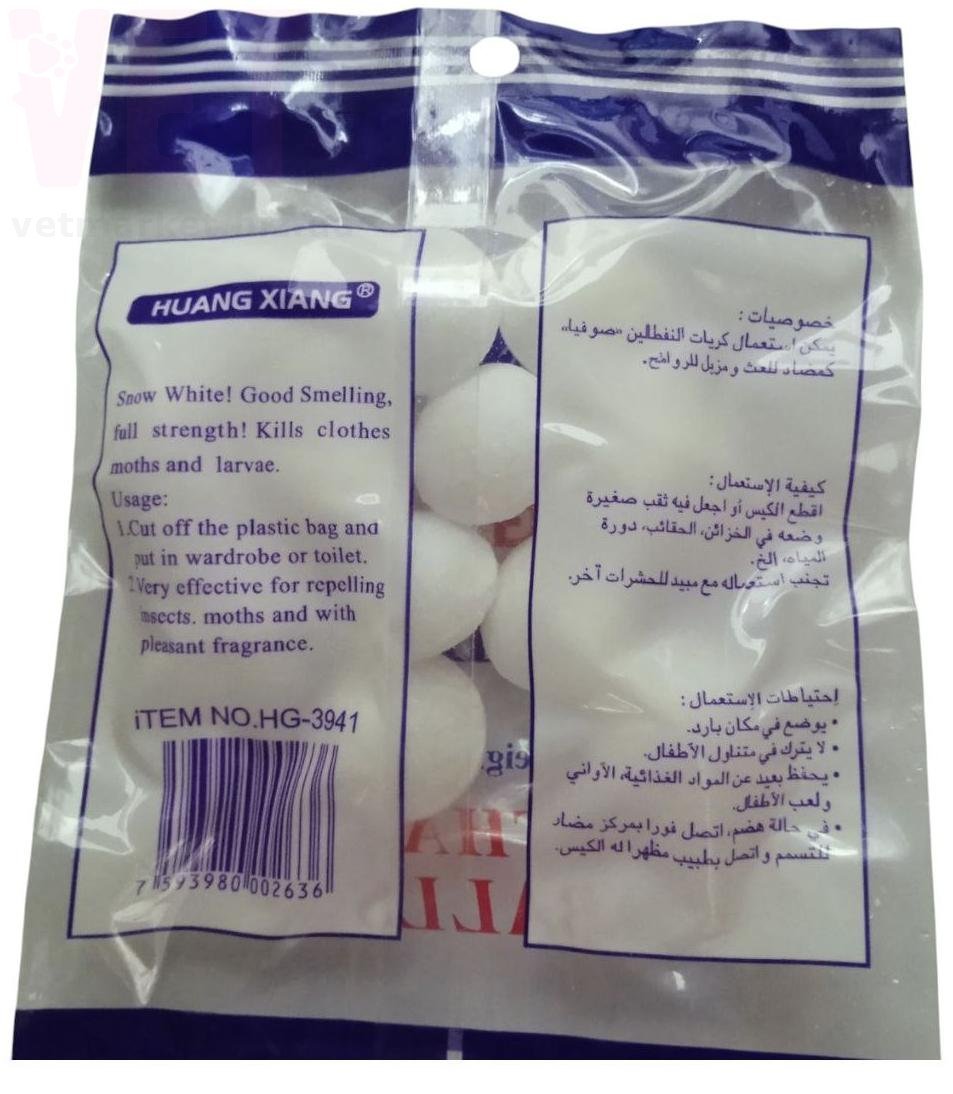 HUANG XIANG®
Snow White! Good Smelling,
full strength! Kills clothes
moths and larvae.
Usage:
1.Cut off the plastic bag and
put in wardrobe or toilet.
2.Very effective for repelling
insects. moths and with
pleasant fragrance.
iTEM NO.HG-3941
7 593980 002636
خصوصيات :
يمكن استعمال كريات النفطالين «صوفيا»
كمضاد للعث و مزيل للروائح.
كيفية الإستعمال :
اقطع الكيس أو اجعل فيه ثقب صغيرة
وضعه في الخزائن، الحقائب، دورة
المياه، إلخ.
تجنب استعماله مع مبيد للحشرات آخر.
إحتياطات الإستعمال :
• يوضع في مكان بارد.
• لا يترك في متناول الأطفال.
• يحفظ بعيد عن المواد الغذائية، الأواني
ولعب الأطفال.
• في حالة هضم، اتصل فورا بمركز مضار
للتسمم و اتصل بطبيب مظهرا له الكيس.